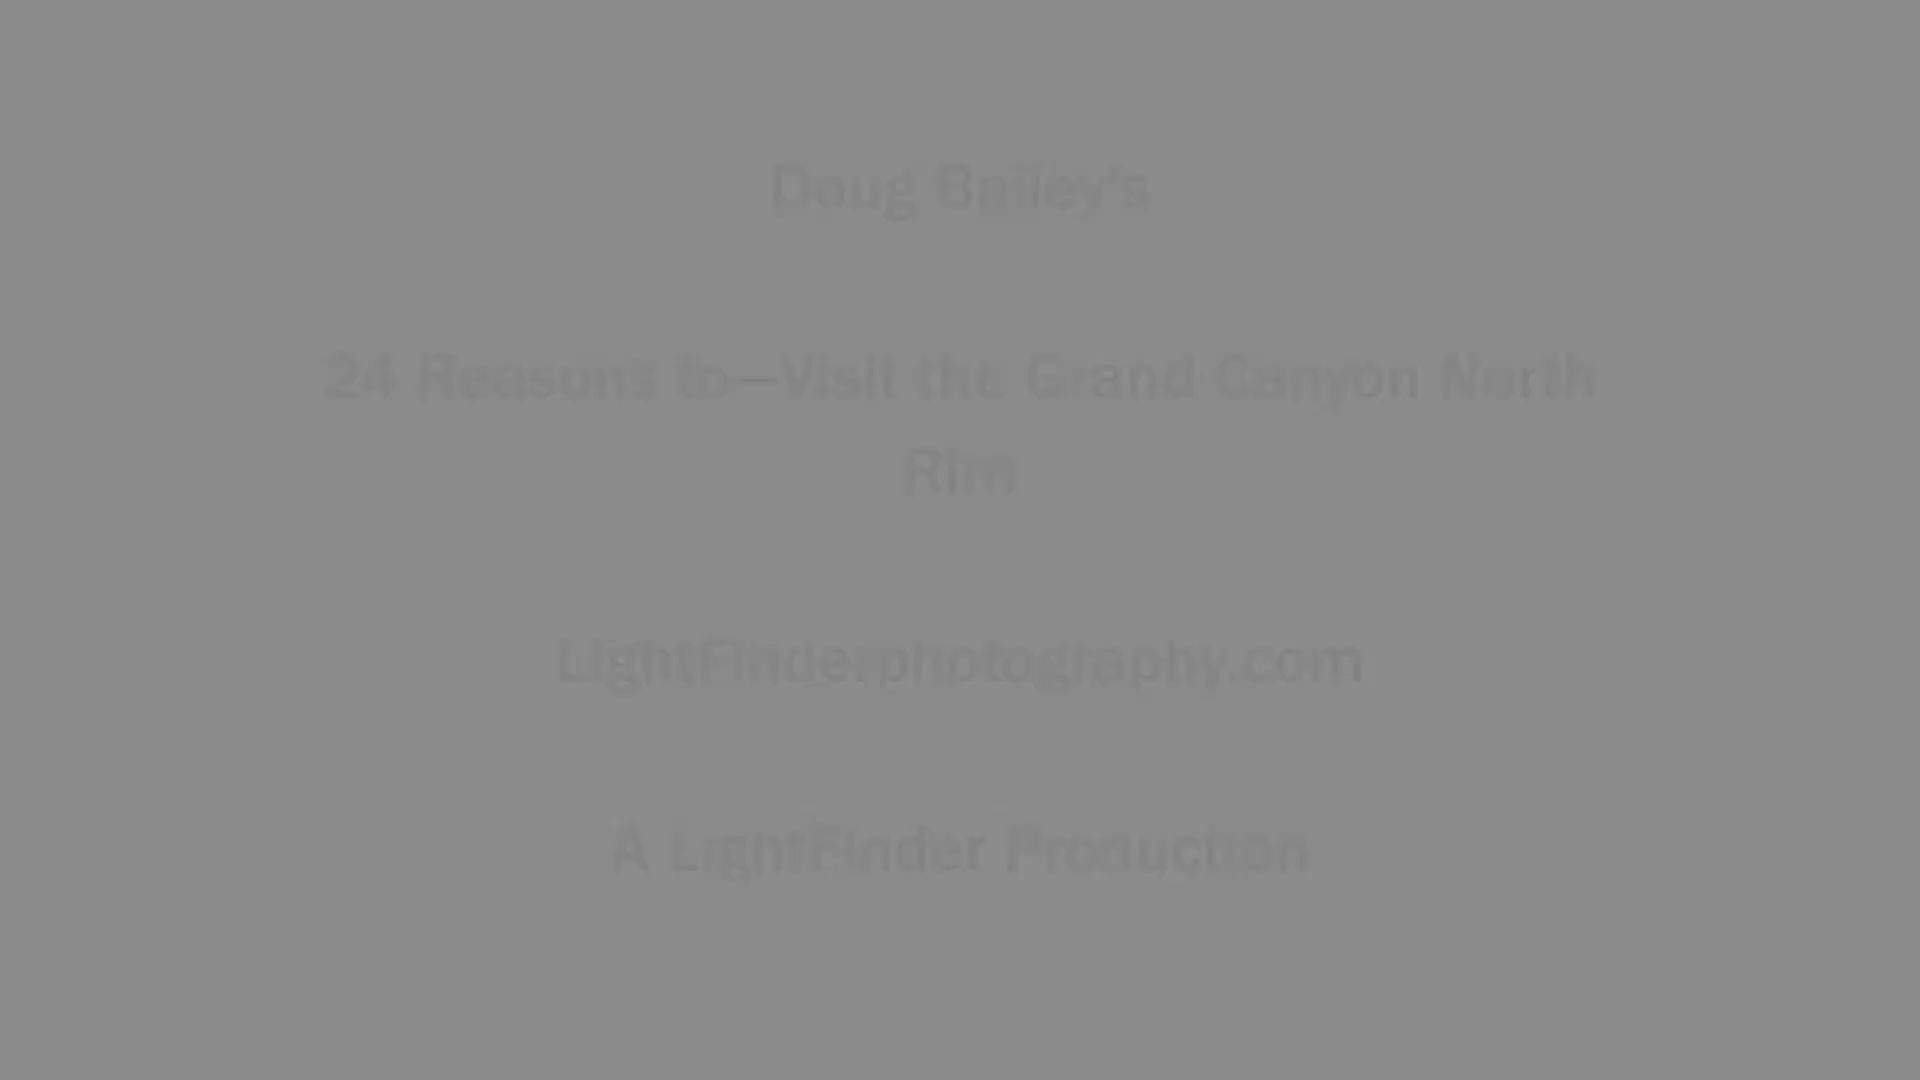 Doug Bailey's
24 Reasons to—Visit the Grand Canyon North
Rim
LightFinderphotography.com
A LightFinder Production